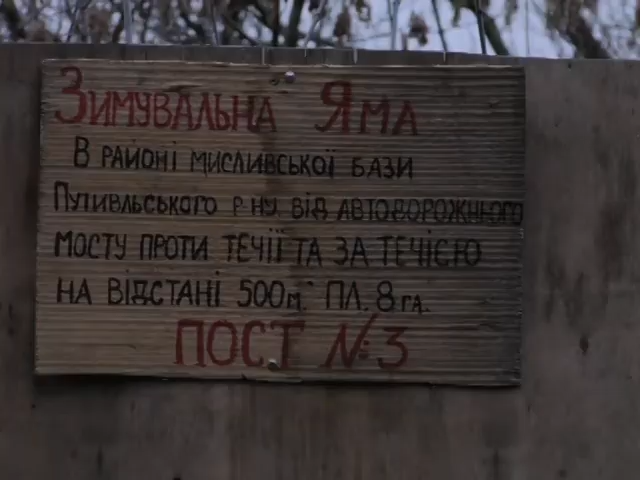 Зимувальна Яма
В районі мисливської бази
Путивльського р-ну від автодорожнього
мосту проти течії та за течією
на відстані 500м. пл. 8 га.
ПОСТ №3